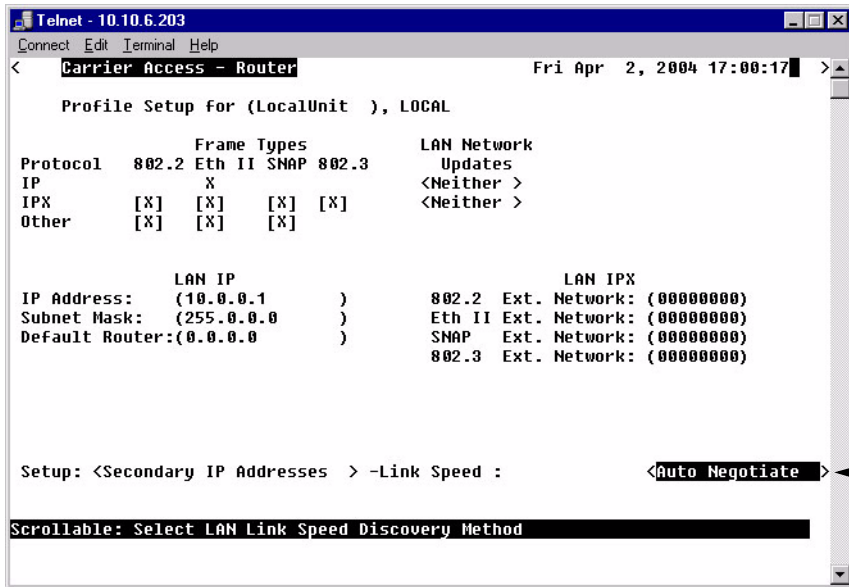 Telnet - 10.10.6.203
Connect Edit Terminal Help
< Carrier Access - Router Fri Apr 2, 2004 17:00:17 >
Profile Setup for (LocalUnit ), LOCAL
Frame Types LAN Network
Protocol 802.2 Eth II SNAP 802.3 Updates
IP X <Neither >
IPX [X] [X] [X] [X] <Neither >
Other [X] [X] [X]
LAN IP LAN IPX
IP Address: (10.0.0.1 ) 802.2 Ext. Network: (00000000)
Subnet Mask: (255.0.0.0 ) Eth II Ext. Network: (00000000)
Default Router:(0.0.0.0 ) SNAP Ext. Network: (00000000)
802.3 Ext. Network: (00000000)
Setup: <Secondary IP Addresses > -Link Speed : <Auto Negotiate >
Scrollable: Select LAN Link Speed Discovery Method